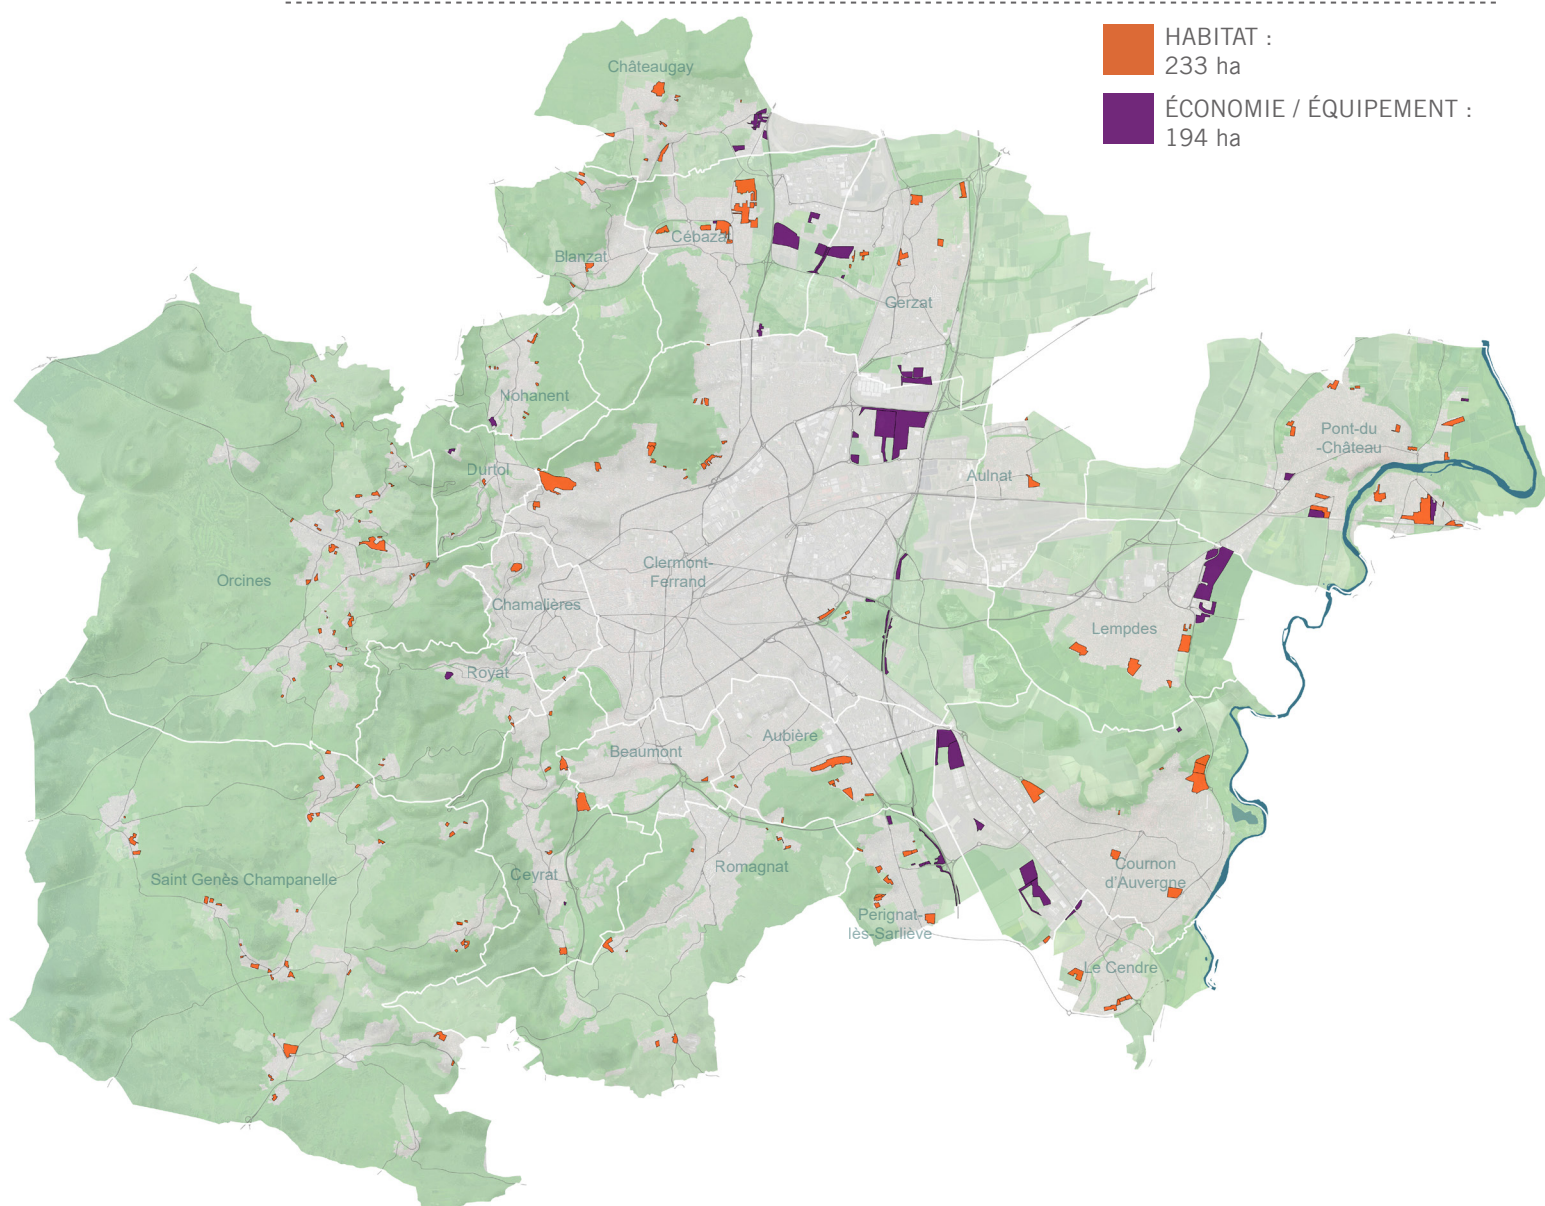 HABITAT :
233 ha
ÉCONOMIE / ÉQUIPEMENT :
194 ha
Châteaugay
Cébazat
Blanzat
Gerzat
Nohanent
Pont-du
-Château
Durtol
Aulnat
Clermont-
Ferrand
Orcines
Chamalières
Lempdes
Royat
Beaumont
Aubière
Cournon
d'Auvergne
Romagnat
Ceyrat
Saint Genès Champanelle
Perignat-
lès-Sarliève
Le Cendre